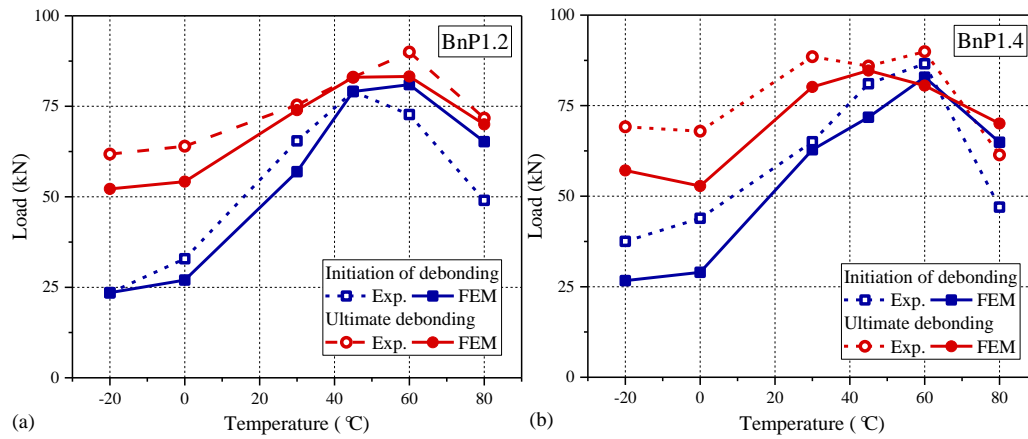 100
75
50
25
0
Load (kN)
BnP1.2
Initiation of debonding
Exp. FEM
Ultimate debonding
Exp. FEM
-20 0 20 40 60 80
Temperature ( °C)
(a)
100
75
50
25
0
Load (kN)
BnP1.4
Initiation of debonding
Exp. FEM
Ultimate debonding
Exp. FEM
-20 0 20 40 60 80
Temperature ( °C)
(b)